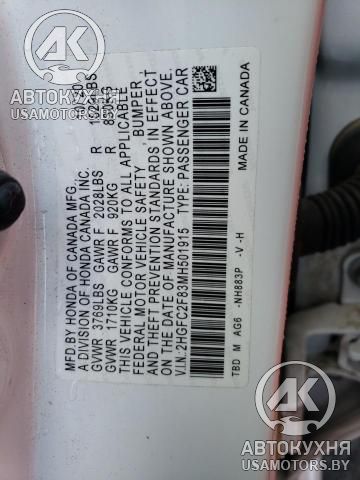 MFD.BY HONDA OF CANADA MFG.
A DIVISION OF HONDA CANADA INC.
GVWR 3769LBS GAWR F 2028LBS R
GVWR 1710KG GAWR F 920KG R
THIS VEHICLE CONFORMS TO ALL APPLICABLE
FEDERAL MOTOR VEHICLE SAFETY, BUMPER,
AND THEFT PREVENTION STANDARDS IN EFFECT
ON THE DATE OF MANUFACTURE SHOWN ABOVE.
V.I.N.:2HGFC2F83MH501915 TYPE: PASSENGER CAR
TBD M AG6 -NH883P -V -H
MADE IN CANADA
АВТОКУХНЯ
USAMOTORS.BY
АВТОКУХНЯ
USAMOTORS.BY